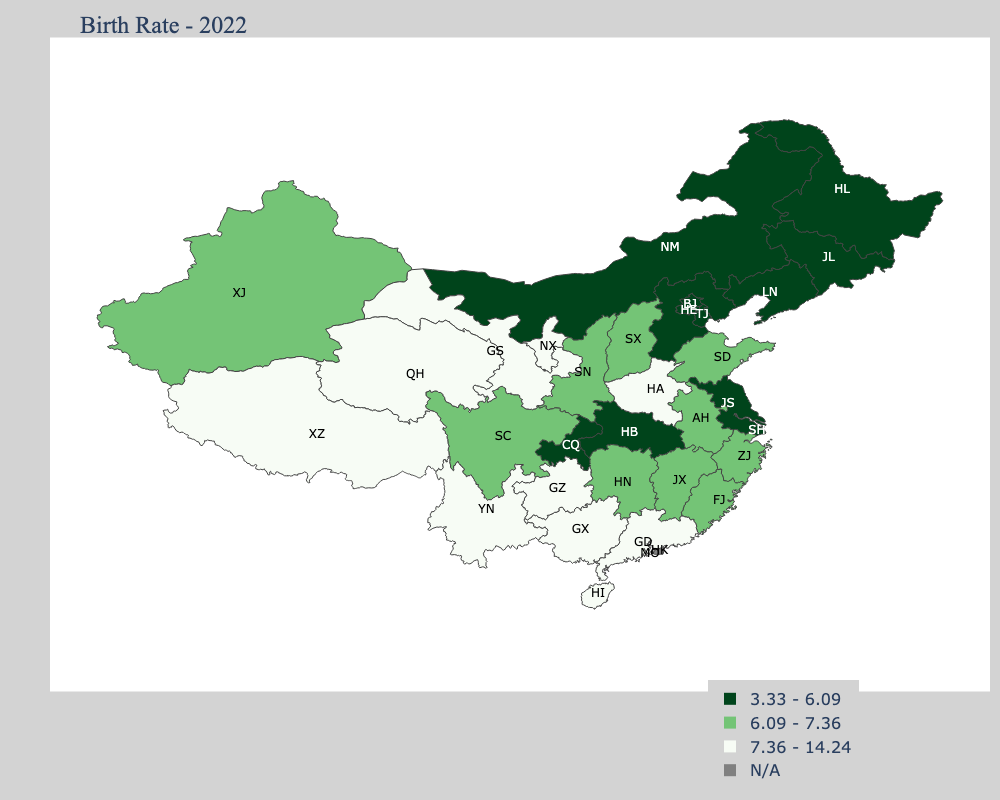 Birth Rate - 2022
HL
NM
JL
XJ
LN
BJ
HE
TJ
SX
NX
GS
SD
SN
QH
HA
JS
AH
SH
XZ
SC
HB
CQ
ZJ
HN
JX
GZ
FJ
YN
GX
GD
HK
MO
HI
3.33 - 6.09
6.09 - 7.36
7.36 - 14.24
N/A